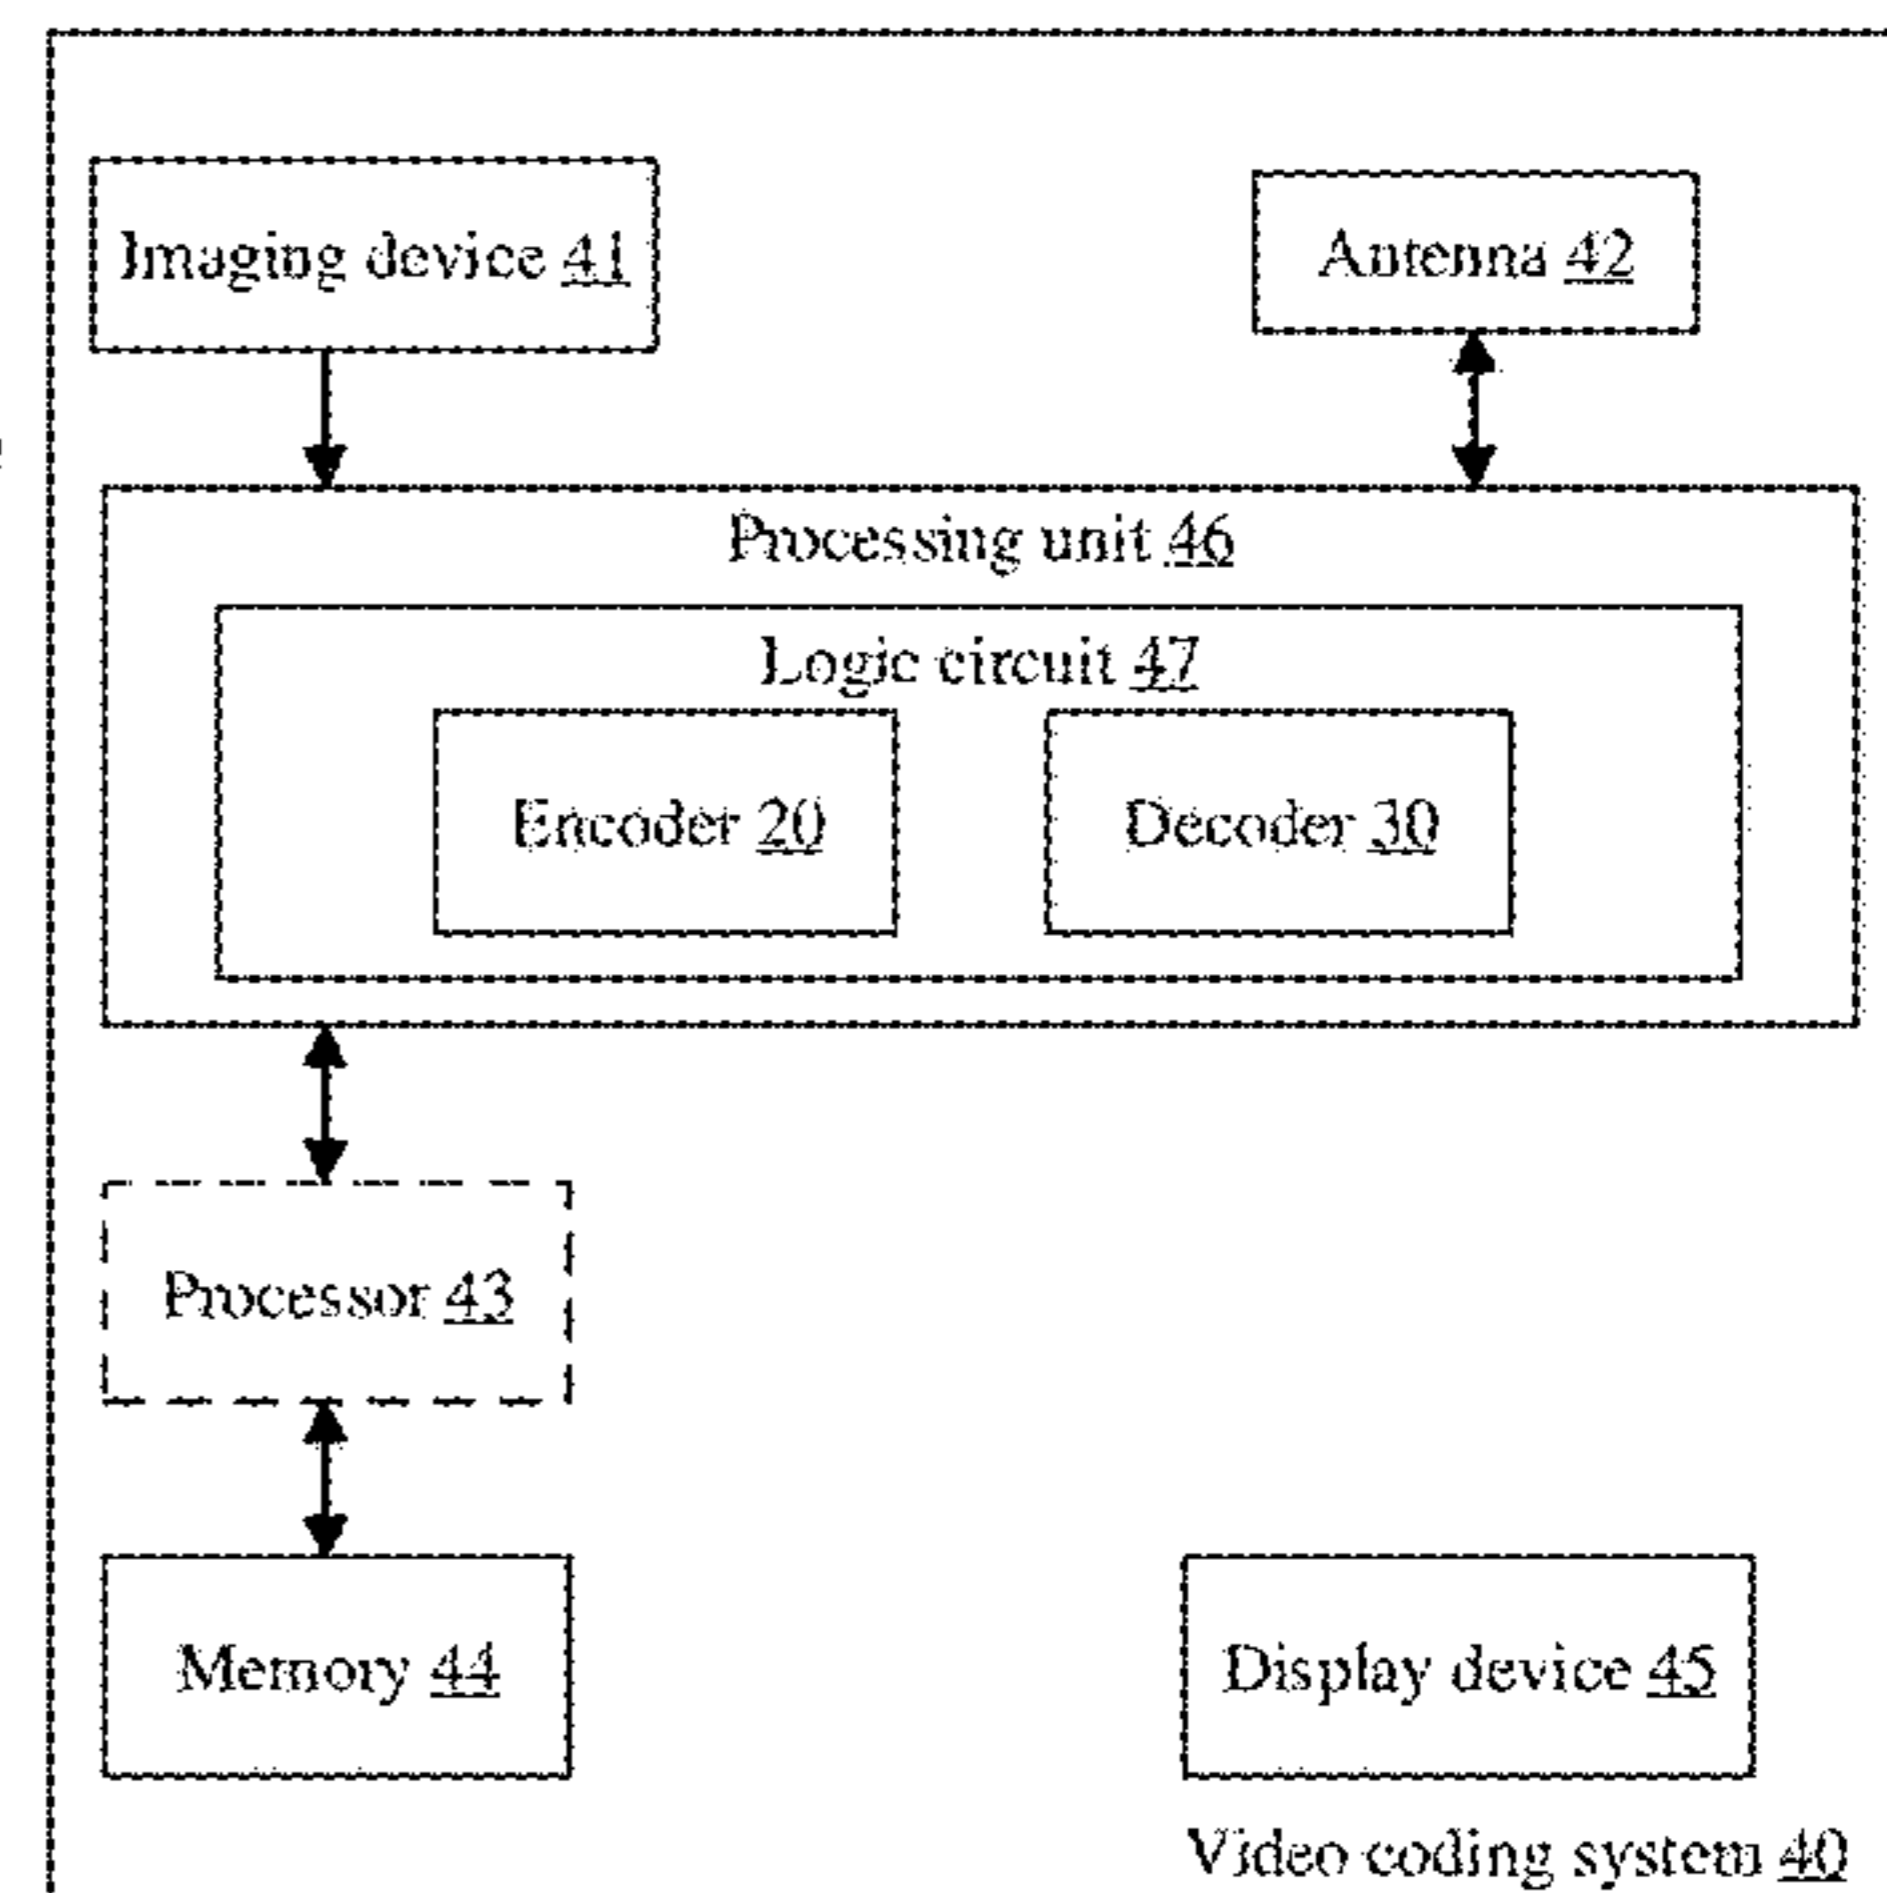 Imaging device 41
Antenna 42
Processing unit 46
Logic circuit 47
Encoder 20
Decoder 30
Processor 43
Memory 44
Display device 45
Video coding system 40